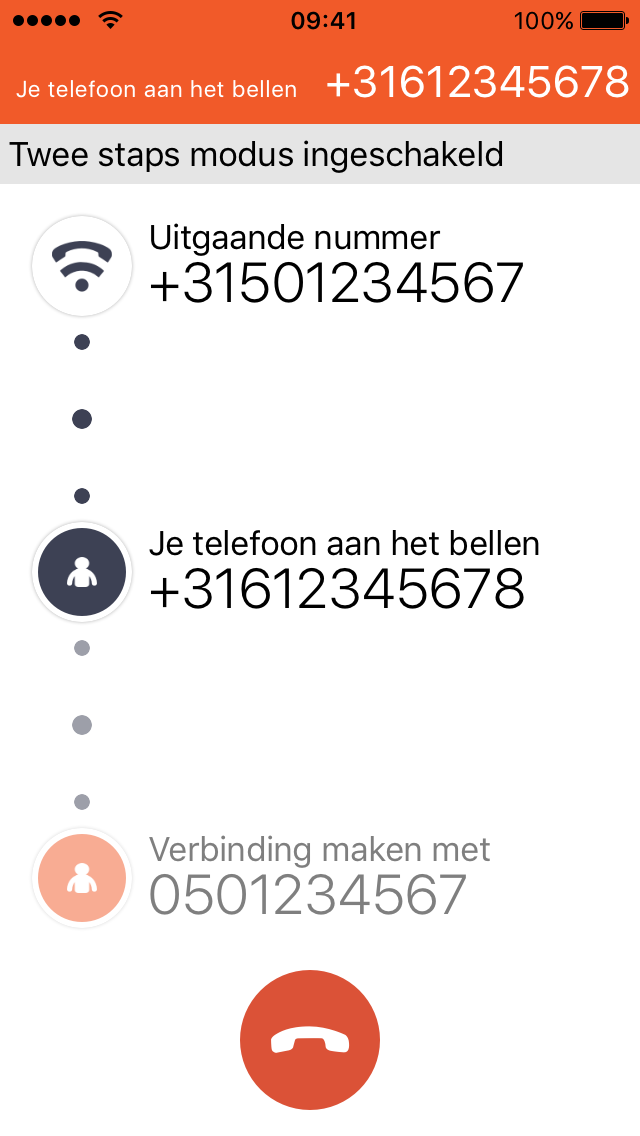 09:41 100%
Je telefoon aan het bellen +31612345678
Twee staps modus ingeschakeld
Uitgaande nummer
+31501234567
Je telefoon aan het bellen
+31612345678
Verbinding maken met
0501234567